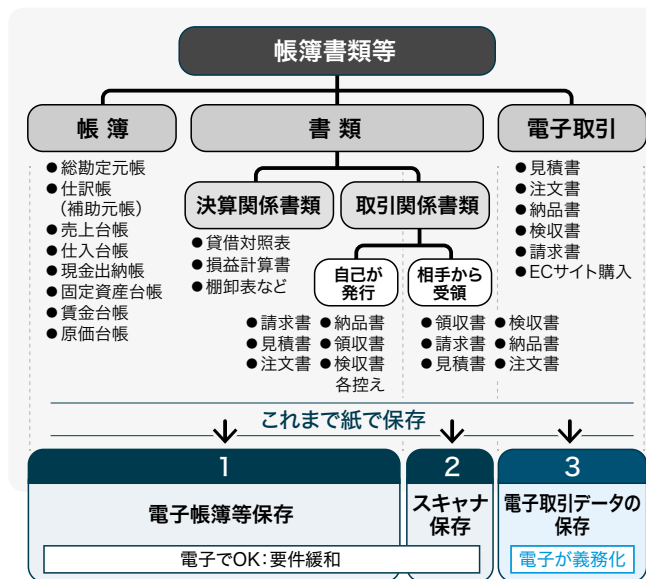 帳簿書類等
帳 簿
書 類
電子取引
●総勘定元帳
●仕訳帳
（補助元帳）
●売上台帳
●仕入台帳
●現金出納帳
●固定資産台帳
●賃金台帳
●原価台帳
決算関係書類
取引関係書類
●貸借対照表
●損益計算書
●棚卸表など
自己が
発行
相手から
受領
●請求書 ●納品書
●見積書 ●領収書
●注文書 ●検収書
各控え
●領収書 ●検収書
●請求書 ●納品書
●見積書 ●注文書
●見積書
●注文書
●納品書
●検収書
●請求書
●ECサイト購入
これまで紙で保存
1
電子帳簿等保存
2
スキャナ
保存
電子でOK：要件緩和
3
電子取引データの
保存
電子が義務化